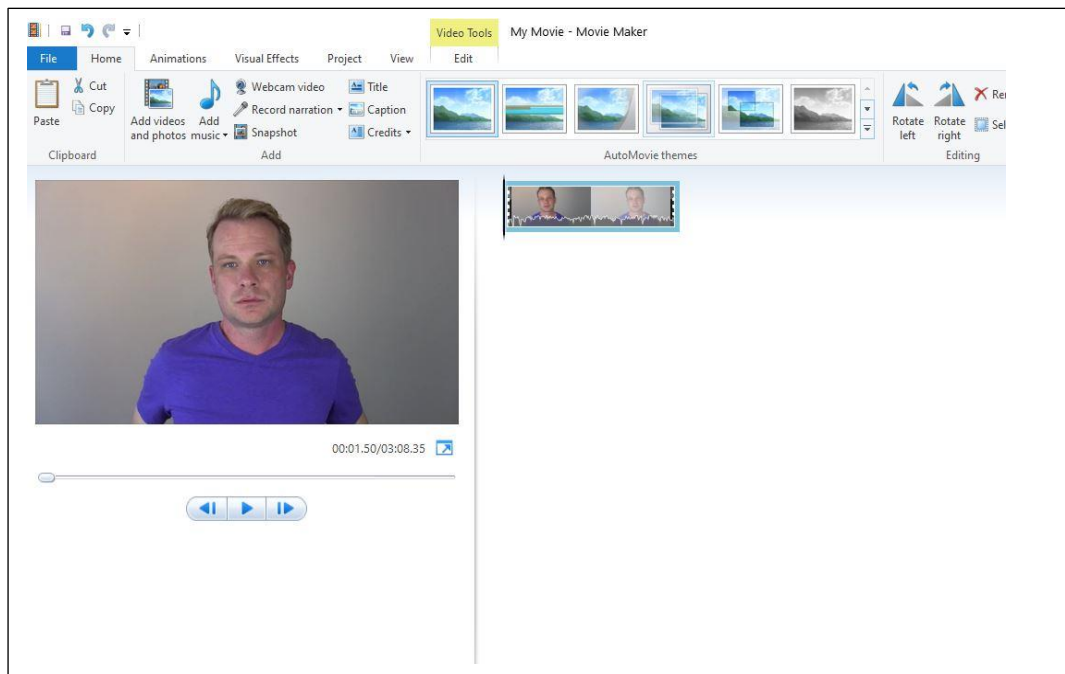 Video Tools My Movie - Movie Maker
File Home Animations Visual Effects Project View Edit
Paste
Cut
Copy
Clipboard
Add videos
and photos
Add
music
Webcam video
Record narration
Snapshot
Title
Caption
Credits
Add
AutoMovie themes
Rotate
left
Rotate
right
Editing
00:01.50/03:08.35